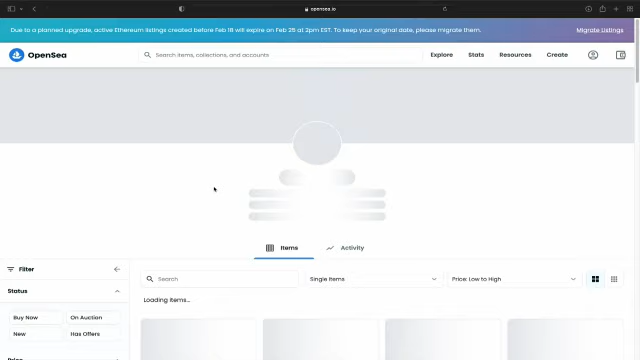 opensea.io
Due to a planned upgrade, active Ethereum listings created before Feb 18 will expire on Feb 25 at 2pm EST. To keep your original date, please migrate them.
Migrate Listings
OpenSea
Search items, collections, and accounts
Explore
Stats
Resources
Create
Items
Activity
Filter
Search
Single Items
Price: Low to High
Status
Loading items...
Buy Now
On Auction
New
Has Offers
Price